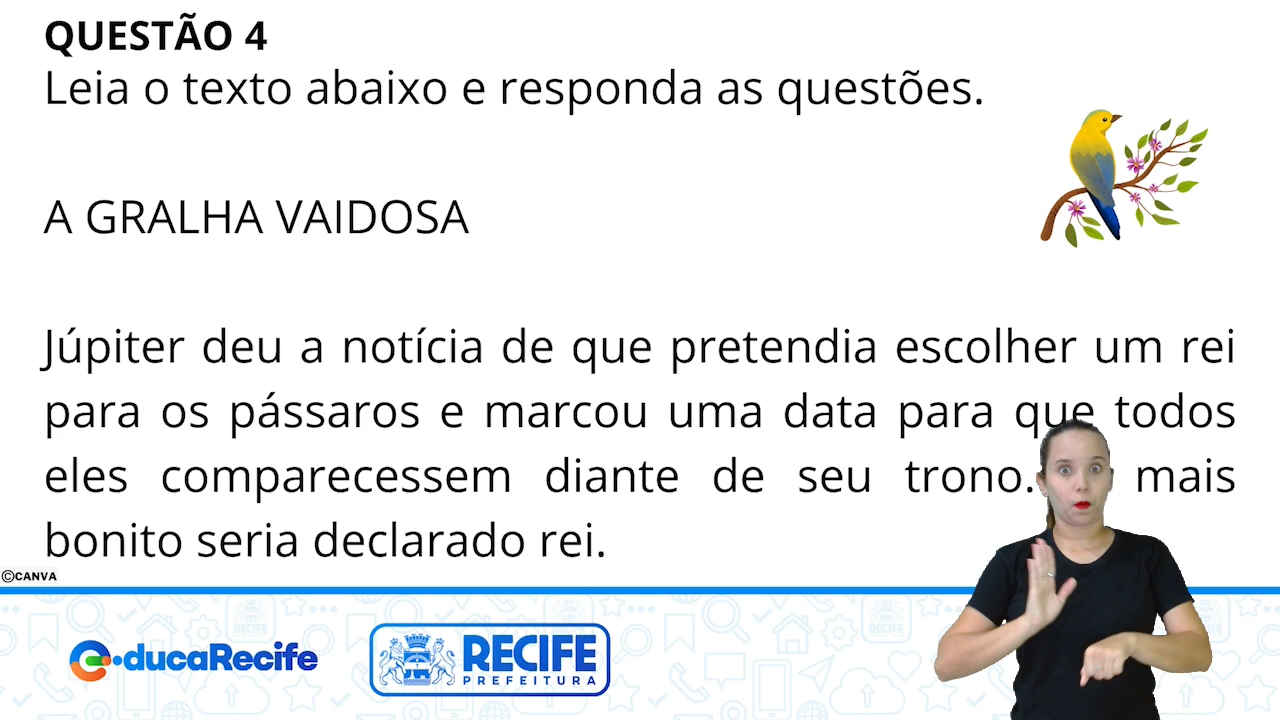 QUESTÃO 4
Leia o texto abaixo e responda as questões.
A GRALHA VAIDOSA
Júpiter deu a notícia de que pretendia escolher um rei
para os pássaros e marcou uma data para que todos
eles comparecessem diante de seu trono. mais
bonito seria declarado rei.
©CANVA
ducaRecife
RECIFE
PREFEITURA